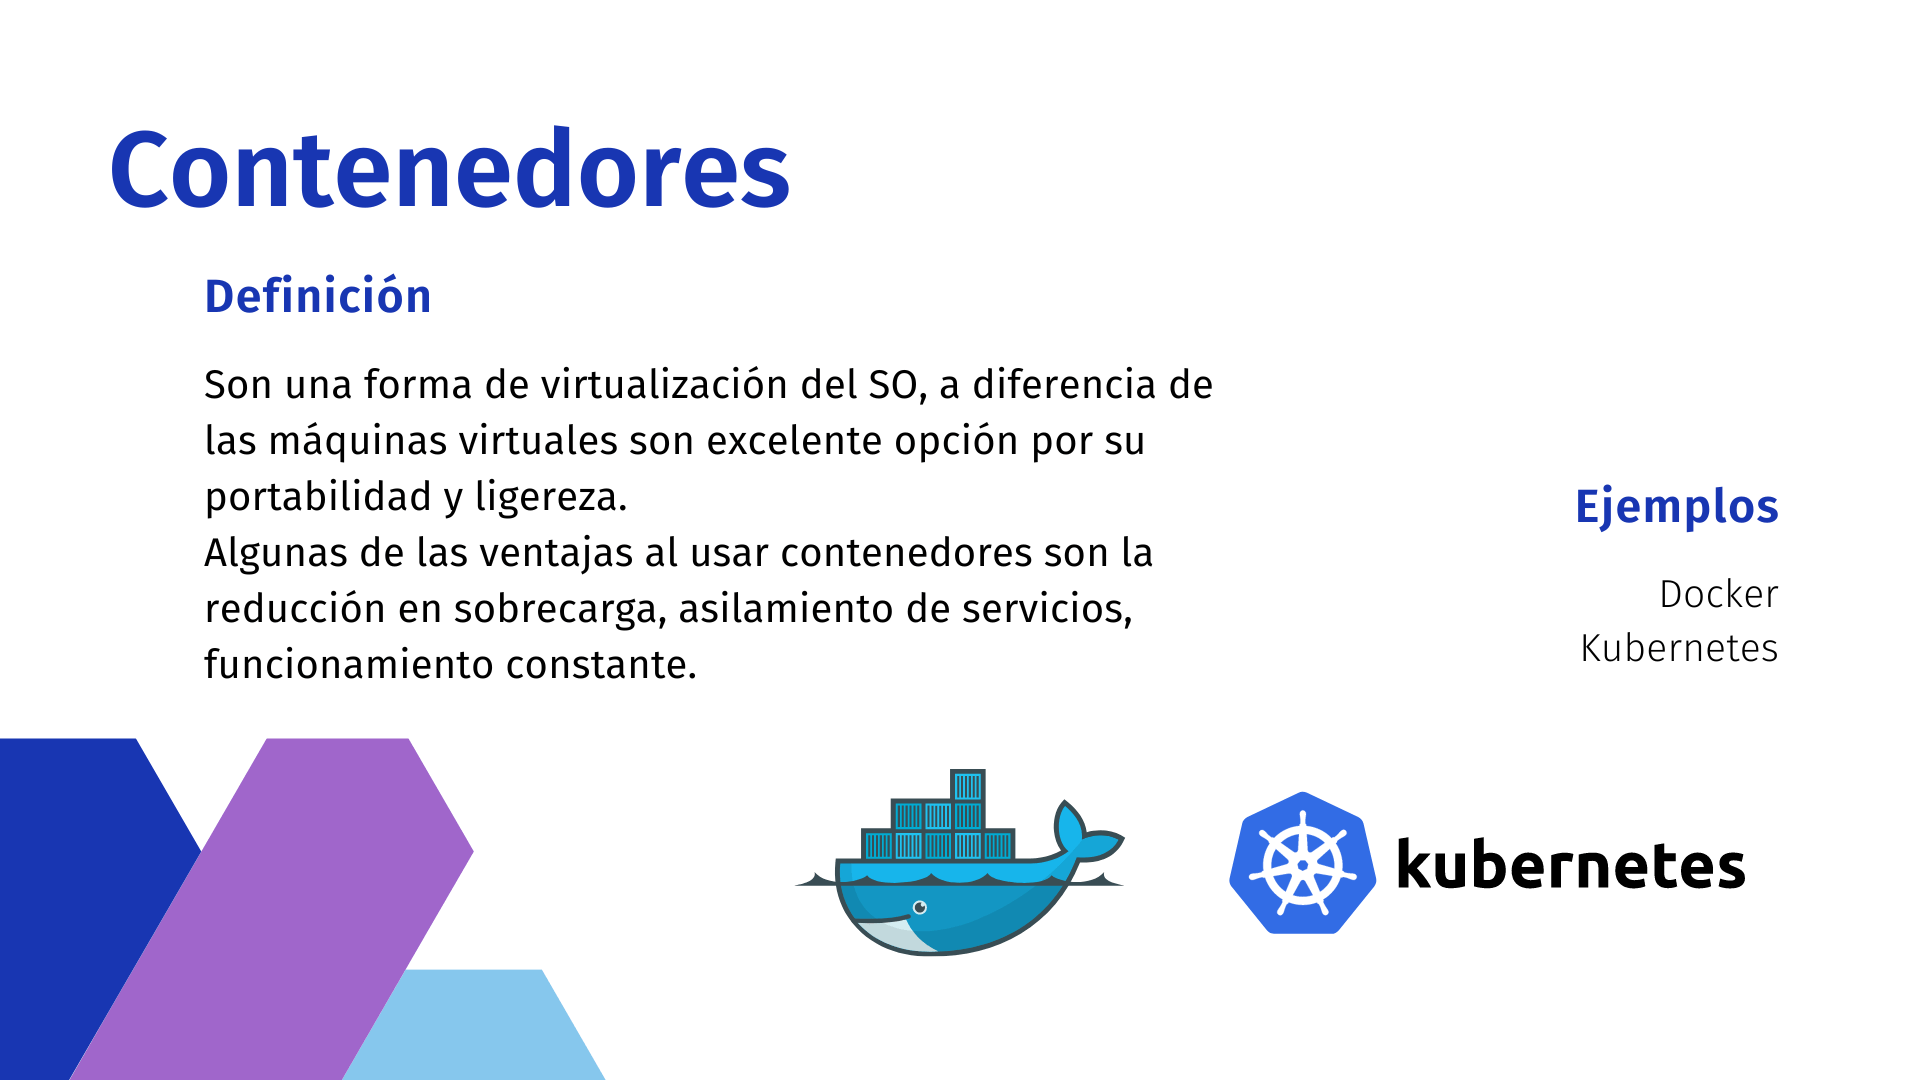 Contenedores
Definición
Son una forma de virtualización del SO, a diferencia de
las máquinas virtuales son excelente opción por su
portabilidad y ligereza.
Algunas de las ventajas al usar contenedores son la
reducción en sobrecarga, asilamiento de servicios,
funcionamiento constante.
Ejemplos
Docker
Kubernetes
kubernetes